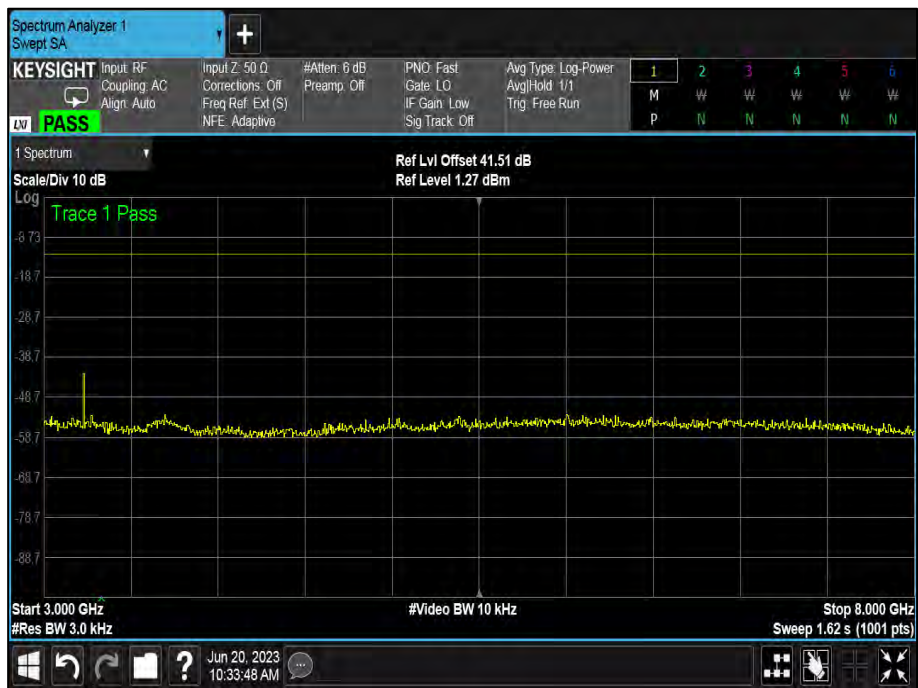 Spectrum Analyzer 1
Swept SA
+
KEYSIGHT
Input: RF
Coupling: AC
Align: Auto
Input Z: 50 Ω
Corrections: Off
Freq Ref: Ext (S)
NFE: Adaptive
#Atten: 6 dB
Preamp: Off
PNO: Fast
Gate: LO
IF Gain: Low
Sig Track: Off
Avg Type: Log-Power
Avg|Hold: 1/1
Trig: Free Run
1 2 3 4 5 6
M W W W W W
P N N N N N
LXI PASS
1 Spectrum
Scale/Div 10 dB
Ref Lvl Offset 41.51 dB
Ref Level 1.27 dBm
Log
Trace 1 Pass
-8.73
-18.7
-28.7
-38.7
-48.7
-58.7
-68.7
-78.7
-88.7
Start 3.000 GHz
#Video BW 10 kHz
Stop 8.000 GHz
#Res BW 3.0 kHz
Sweep 1.62 s (1001 pts)
?
Jun 20, 2023
10:33:48 AM